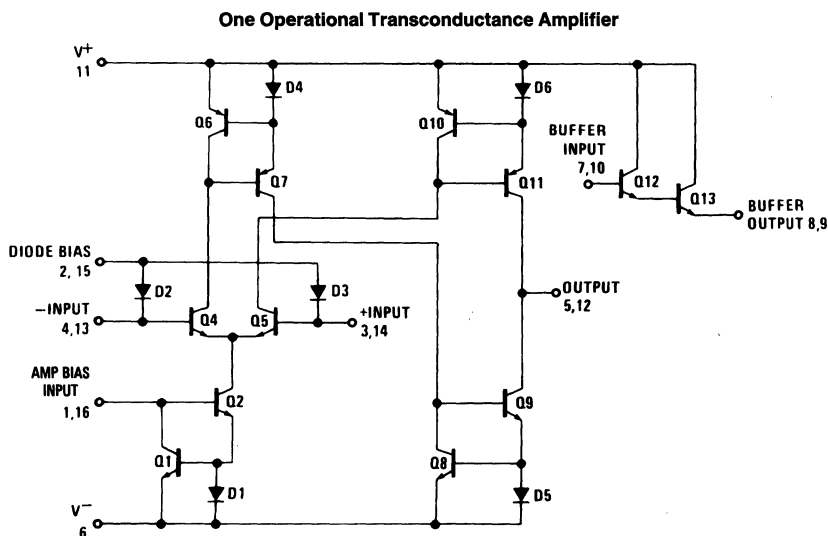 One Operational Transconductance Amplifier
V+
11
D4
D6
Q6
Q10
BUFFER
INPUT
7,10
Q7
Q11
Q12
Q13
BUFFER
OUTPUT 8,9
DIODE BIAS
2, 15
D2
D3
OUTPUT
5,12
−INPUT
4,13
Q4
Q5
+INPUT
3,14
AMP BIAS
INPUT
1,16
Q2
Q9
Q1
Q8
D1
D5
V−
6